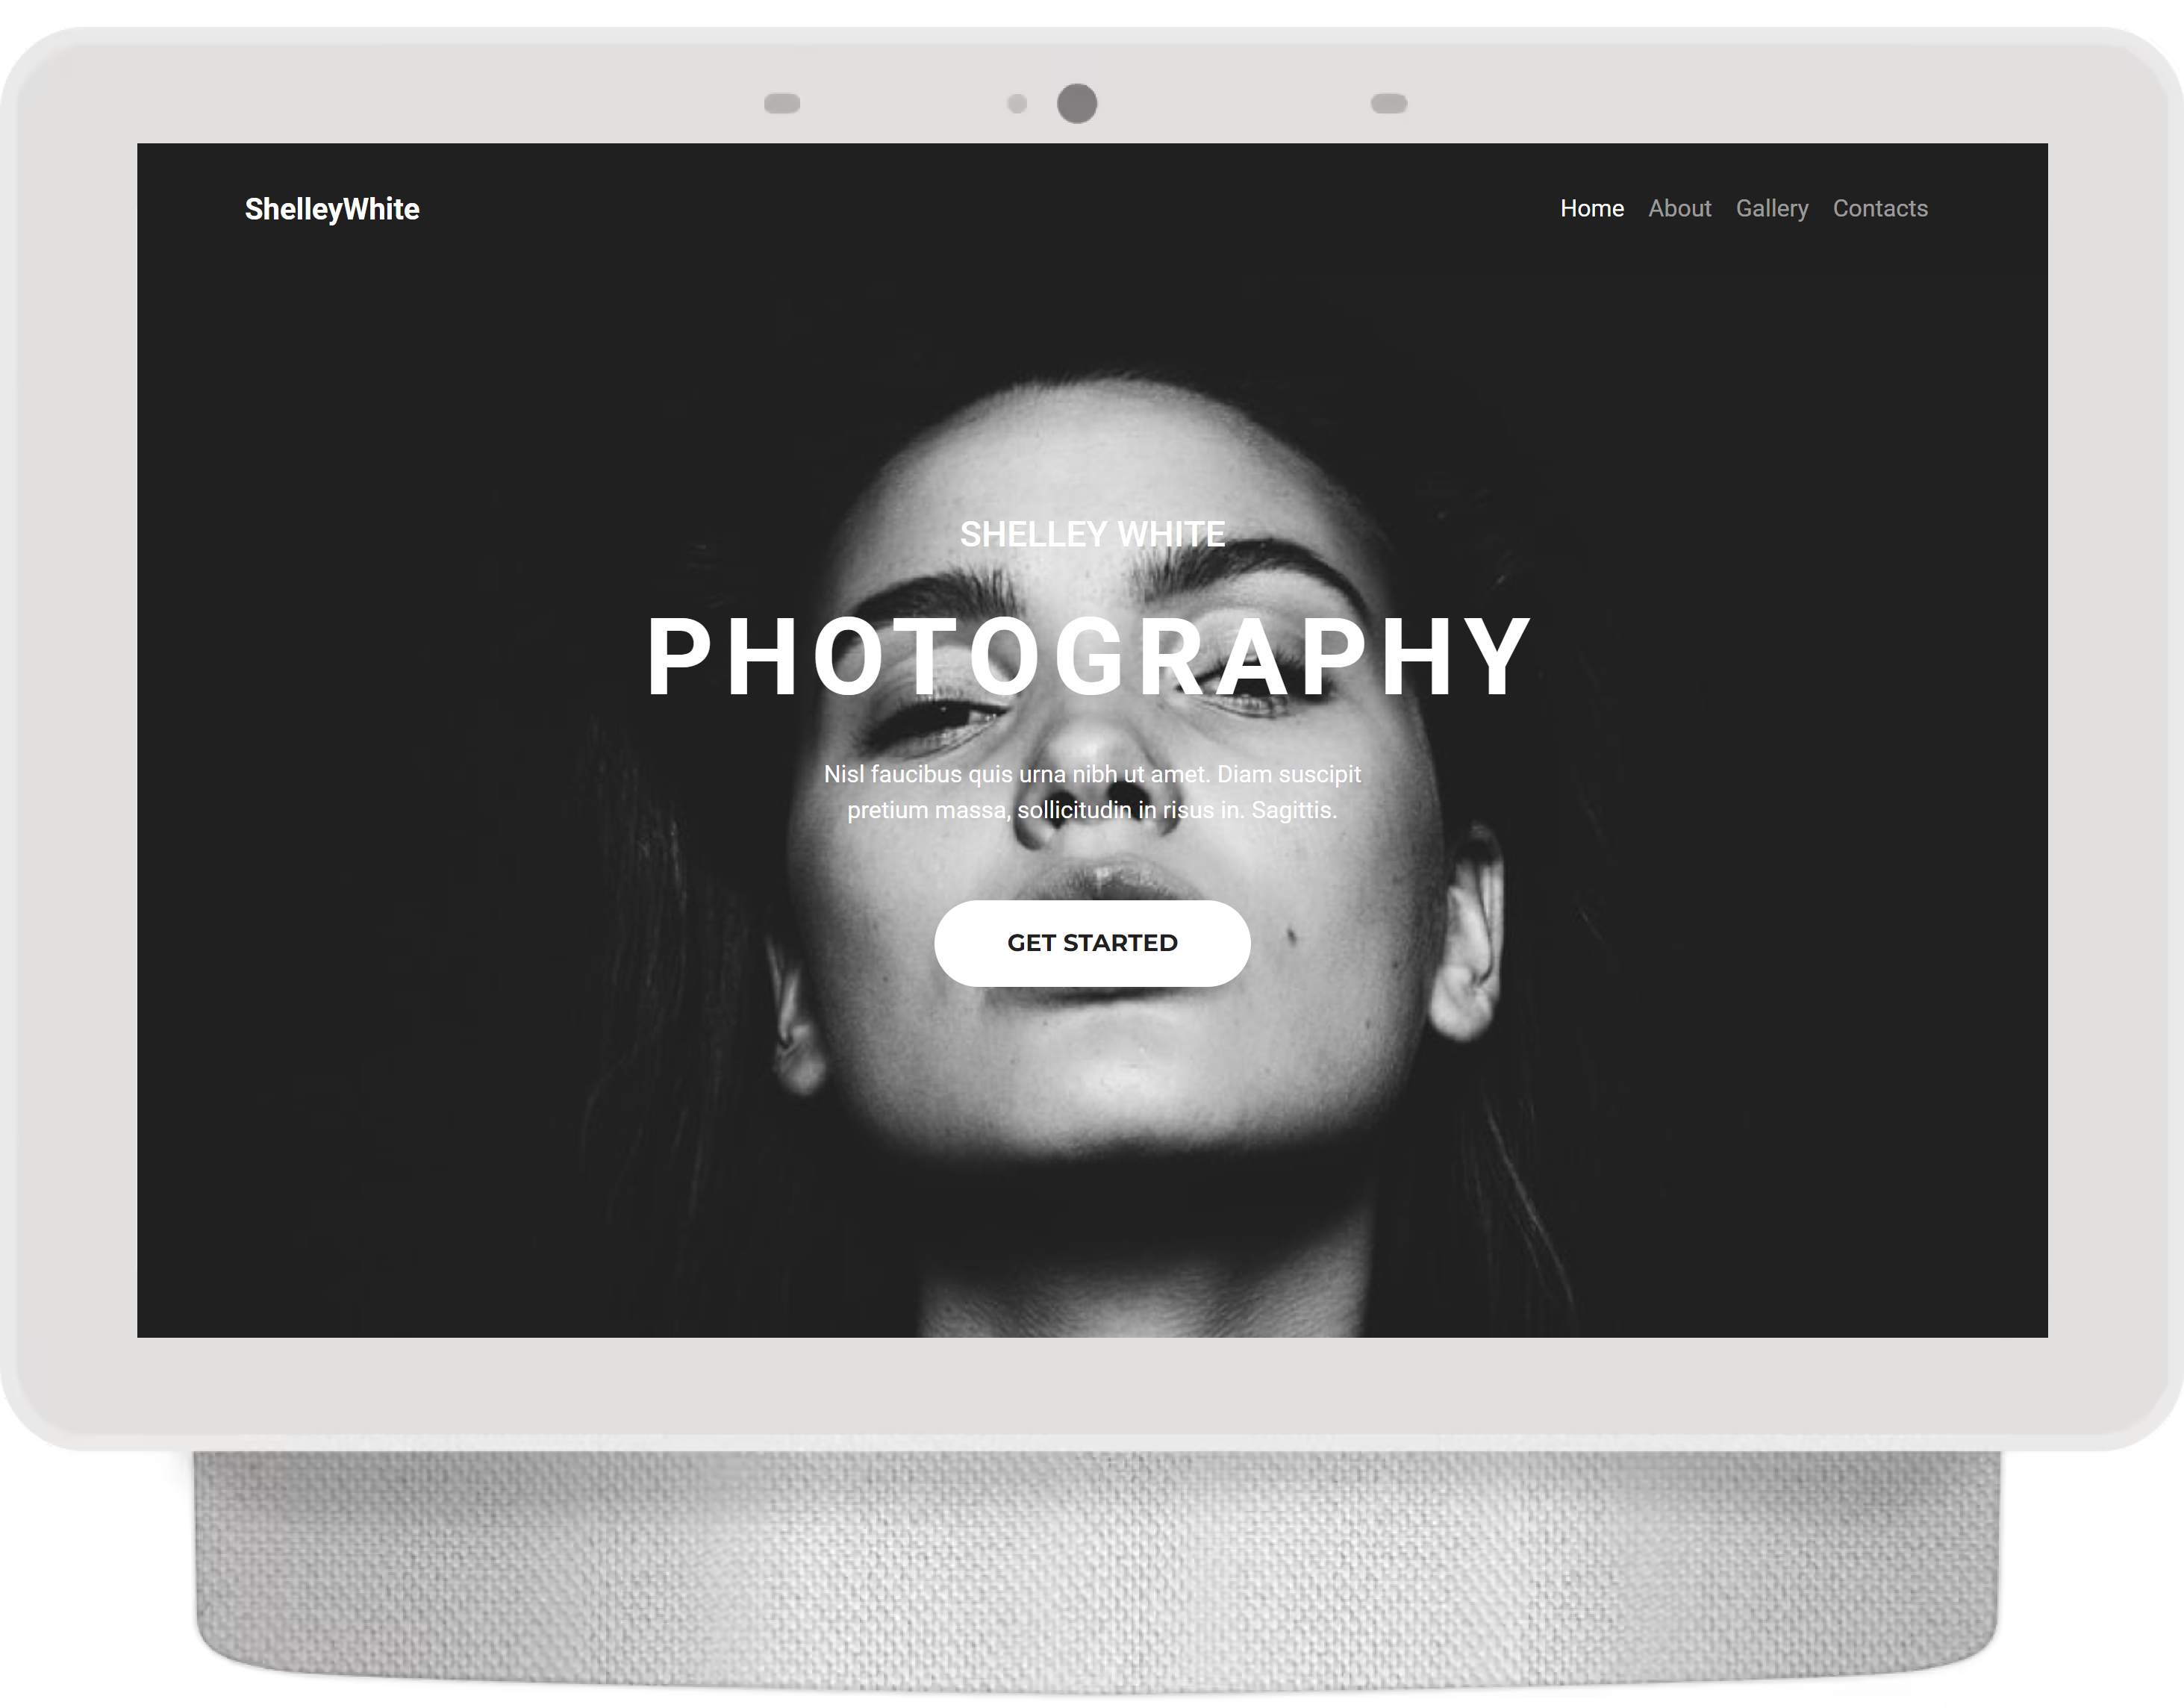 ShelleyWhite
Home About Gallery Contacts
SHELLEY WHITE
PHOTOGRAPHY
Nisl faucibus quis urna nibh ut amet. Diam suscipit
pretium massa, sollicitudin in risus in. Sagittis.
GET STARTED